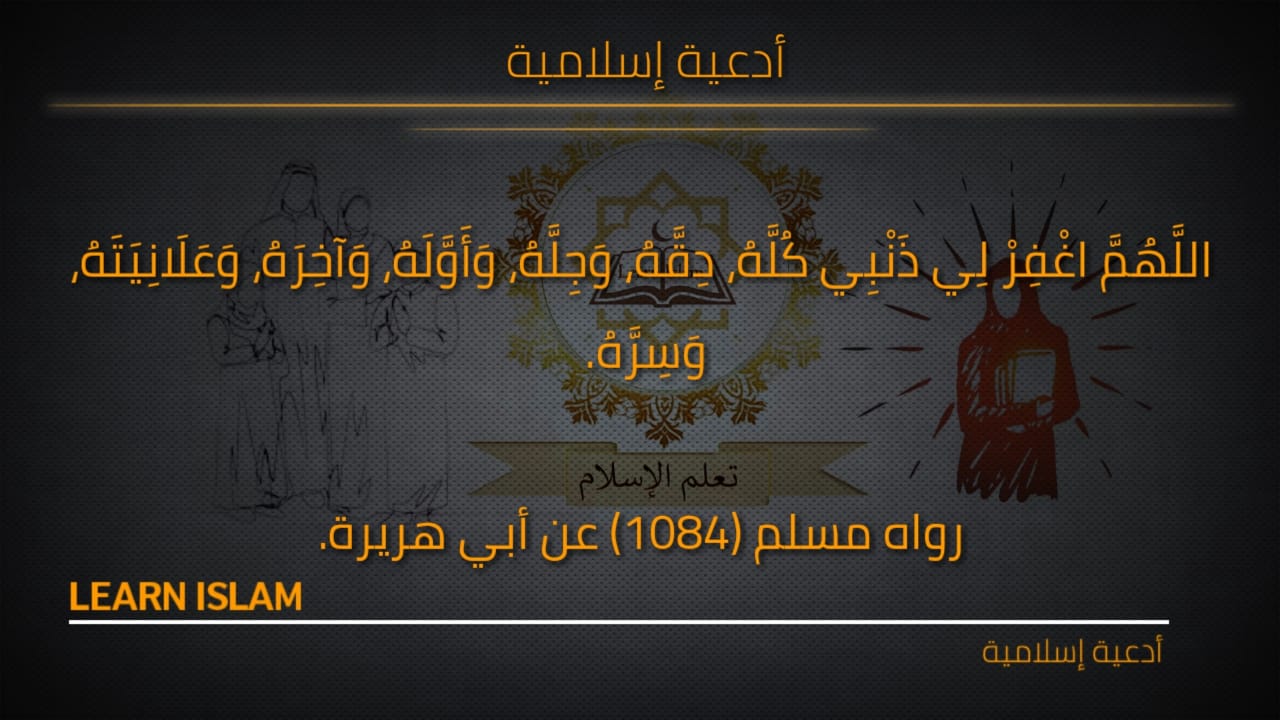 أدعية إسلامية
اللَّهُمَّ اغْفِرْ لِي ذَنْبِي كُلَّهُ, دِقَّهُ, وَجِلَّهُ, وَأَوَّلَهُ, وَآخِرَهُ, وَعَلَانِيَتَهُ,
وَسِرَّهُ.
تعلم الإسلام
رواه مسلم (1084) عن أبي هريرة.
LEARN ISLAM
أدعية إسلامية